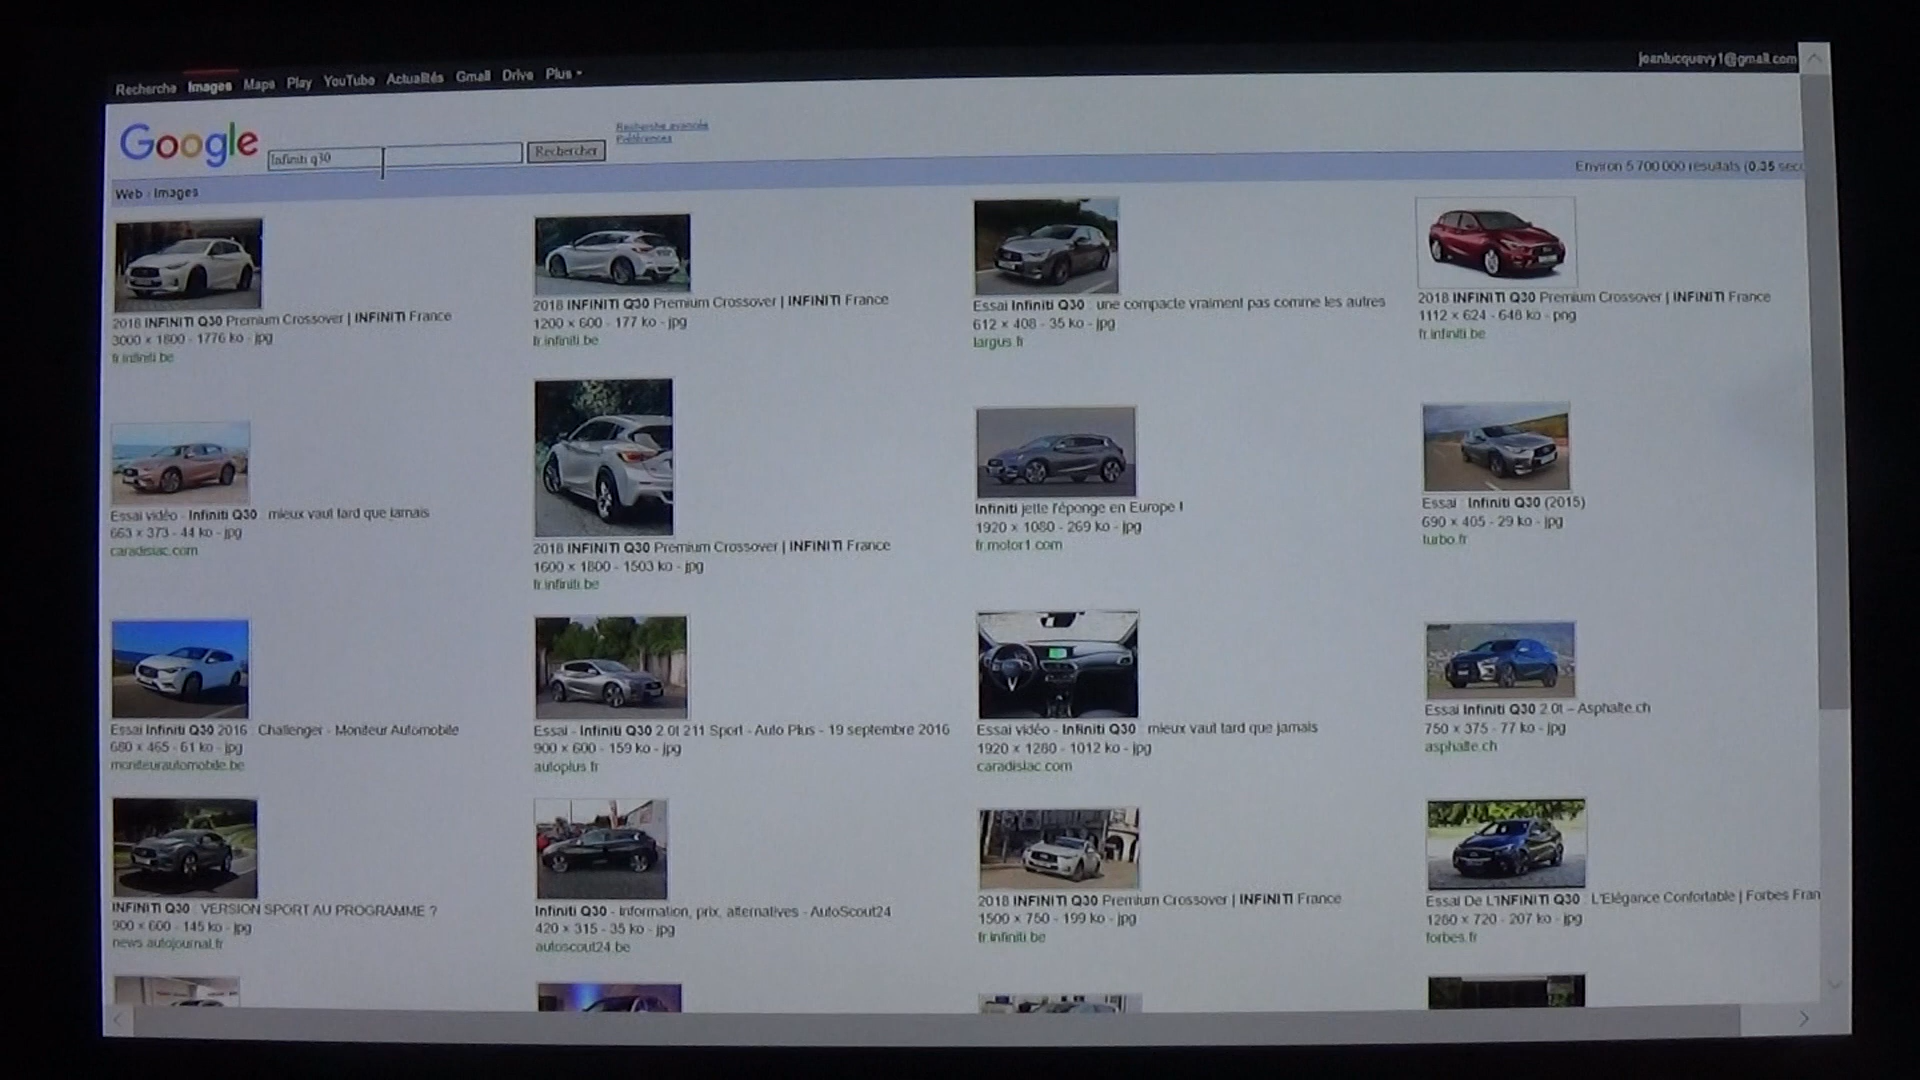 Recherche Images Maps Play YouTube Actualités Gmail Drive Plus
jeanlucquevy1@gmail.com
Google
Infiniti q30
Rechercher
Recherche avancée
Préférences
Environ 5 700 000 résultats (0,35 sec
Web Images
2018 INFINITI Q30 Premium Crossover | INFINITI France
3000 × 1800 - 1776 ko - jpg
fr.infiniti.be
2018 INFINITI Q30 Premium Crossover | INFINITI France
1200 × 600 - 177 ko - jpg
fr.infiniti.be
Essai Infiniti Q30 : une compacte vraiment pas comme les autres
612 × 408 - 35 ko - jpg
largus.fr
2018 INFINITI Q30 Premium Crossover | INFINITI France
1112 × 624 - 648 ko - png
fr.infiniti.be
Essai vidéo - Infiniti Q30 : mieux vaut tard que jamais
663 × 373 - 44 ko - jpg
caradisiac.com
2018 INFINITI Q30 Premium Crossover | INFINITI France
1600 × 1800 - 1503 ko - jpg
fr.infiniti.be
Infiniti jette l'éponge en Europe !
1920 × 1080 - 269 ko - jpg
fr.motor1.com
Essai : Infiniti Q30 (2015)
690 × 405 - 29 ko - jpg
turbo.fr
Essai Infiniti Q30 2016 : Challenger - Moniteur Automobile
680 × 465 - 61 ko - jpg
moniteurautomobile.be
Essai - Infiniti Q30 2.0t 211 Sport - Auto Plus - 19 septembre 2016
900 × 600 - 159 ko - jpg
autoplus.fr
Essai vidéo - Infiniti Q30 : mieux vaut tard que jamais
1920 × 1280 - 1012 ko - jpg
caradisiac.com
Essai Infiniti Q30 2.0t – Asphalte.ch
750 × 375 - 77 ko - jpg
asphalte.ch
INFINITI Q30 : VERSION SPORT AU PROGRAMME ?
900 × 600 - 145 ko - jpg
news.autojournal.fr
Infiniti Q30 - Information, prix, alternatives - AutoScout24
420 × 315 - 35 ko - jpg
autoscout24.be
2018 INFINITI Q30 Premium Crossover | INFINITI France
1500 × 750 - 199 ko - jpg
fr.infiniti.be
Essai De L'INFINITI Q30 : L'Elégance Confortable | Forbes Fran
1280 × 720 - 207 ko - jpg
forbes.fr